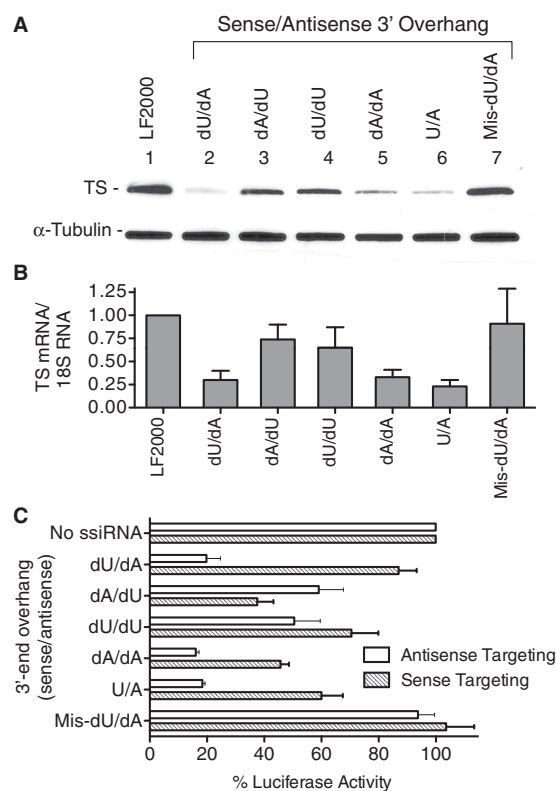 A
Sense/Antisense 3' Overhang
LF2000
dU/dA
dA/dU
dU/dU
dA/dA
U/A
Mis-dU/dA
1 2 3 4 5 6 7
TS -
α-Tubulin -
B
TS mRNA/
18S RNA
1.25
1.00
0.75
0.50
0.25
0.00
LF2000
dU/dA
dA/dU
dU/dU
dA/dA
U/A
Mis-dU/dA
C
3'-end overhang
(sense/antisense)
No ssiRNA
dU/dA
dA/dU
dU/dU
dA/dA
U/A
Mis-dU/dA
Antisense Targeting
Sense Targeting
0 20 40 60 80 100
% Luciferase Activity